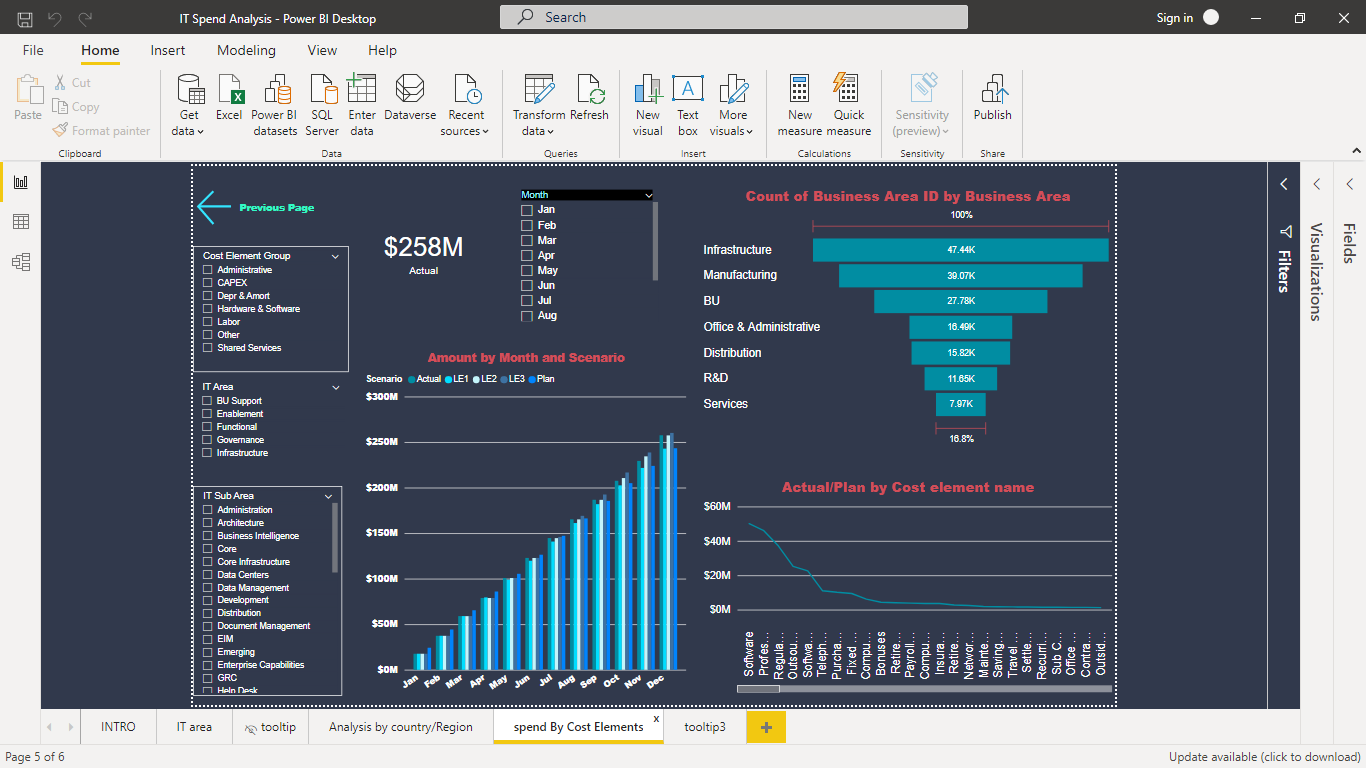 IT Spend Analysis - Power BI Desktop
Search
Sign in
File Home Insert Modeling View Help
Paste
Cut
Copy
Format painter
Clipboard
Get data
Excel
Power BI datasets
SQL Server
Enter data
Dataverse
Recent sources
Data
Transform data
Refresh
Queries
New visual
Text box
More visuals
Insert
New measure
Quick measure
Calculations
Sensitivity (preview)
Sensitivity
Publish
Share
Previous Page
Cost Element Group
Administrative
CAPEX
Depr & Amort
Hardware & Software
Labor
Other
Shared Services
IT Area
BU Support
Enablement
Functional
Governance
Infrastructure
IT Sub Area
Administration
Architecture
Business Intelligence
Core
Core Infrastructure
Data Centers
Data Management
Development
Distribution
Document Management
EIM
Emerging
Enterprise Capabilities
GRC
Help Desk
$258M
Actual
Month
Jan
Feb
Mar
Apr
May
Jun
Jul
Aug
Amount by Month and Scenario
Scenario Actual LE1 LE2 LE3 Plan
$300M
$250M
$200M
$150M
$100M
$50M
$0M
Jan Feb Mar Apr May Jun Jul Aug Sep Oct Nov Dec
Count of Business Area ID by Business Area
100%
Infrastructure 47.44K
Manufacturing 39.07K
BU 27.78K
Office & Administrative 16.49K
Distribution 15.82K
R&D 11.65K
Services 7.97K
16.8%
Actual/Plan by Cost element name
$60M
$40M
$20M
$0M
Software Profes... Regula... Outsou... Softwa... Teleph... Purcha... Fixed... Compu... Bonuses Retire... Payroll... Compu... Insura... Retire... Networ... Mainte... Saving... Travel... Settle... Recurri... Sub C... Office... Contra... Outsid...
Filters
Visualizations
Fields
INTRO
IT area
tooltip
Analysis by country/Region
spend By Cost Elements
x
tooltip3
+
Page 5 of 6
Update available (click to download)